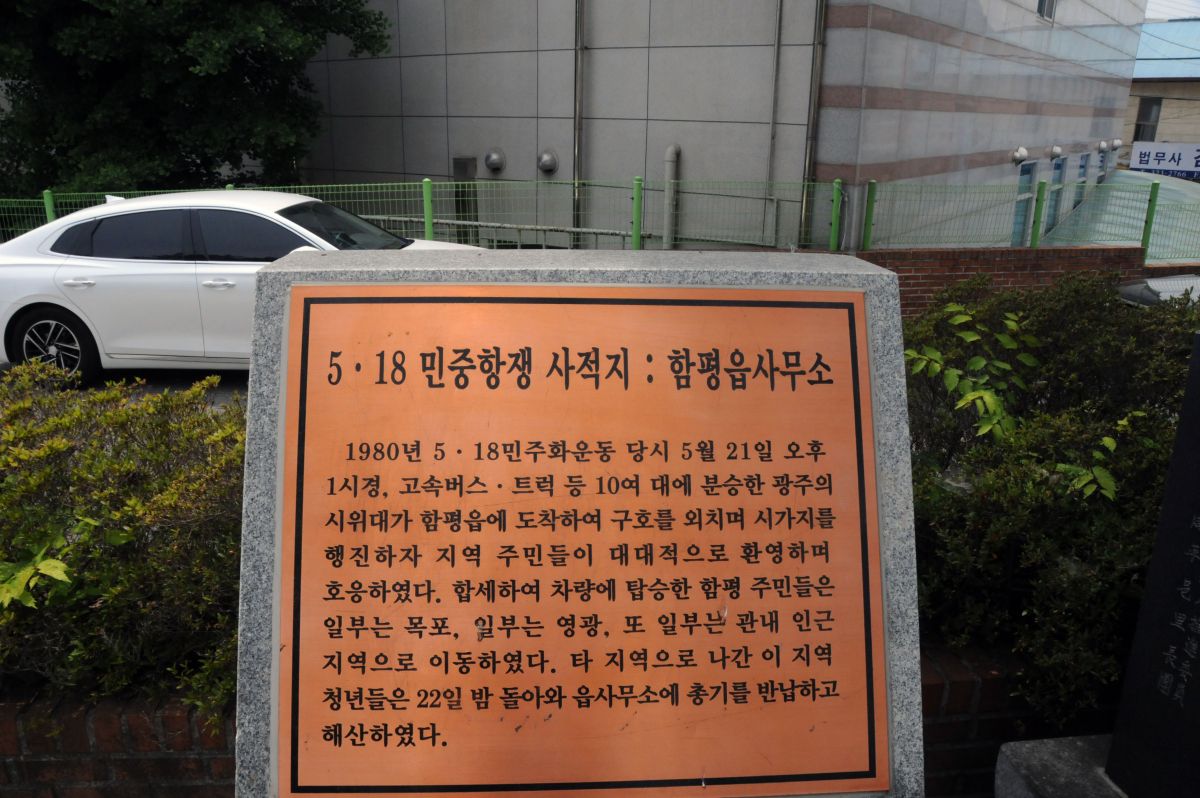 5·18 민중항쟁 사적지 : 함평읍사무소
1980년 5·18민주화운동 당시 5월 21일 오후
1시경, 고속버스·트럭 등 10여 대에 분승한 광주의
시위대가 함평읍에 도착하여 구호를 외치며 시가지를
행진하자 지역 주민들이 대대적으로 환영하며
호응하였다. 합세하여 차량에 탑승한 함평 주민들은
일부는 목포, 일부는 영광, 또 일부는 관내 인근
지역으로 이동하였다. 타 지역으로 나간 이 지역
청년들은 22일 밤 돌아와 읍사무소에 총기를 반납하고
해산하였다.
법무사